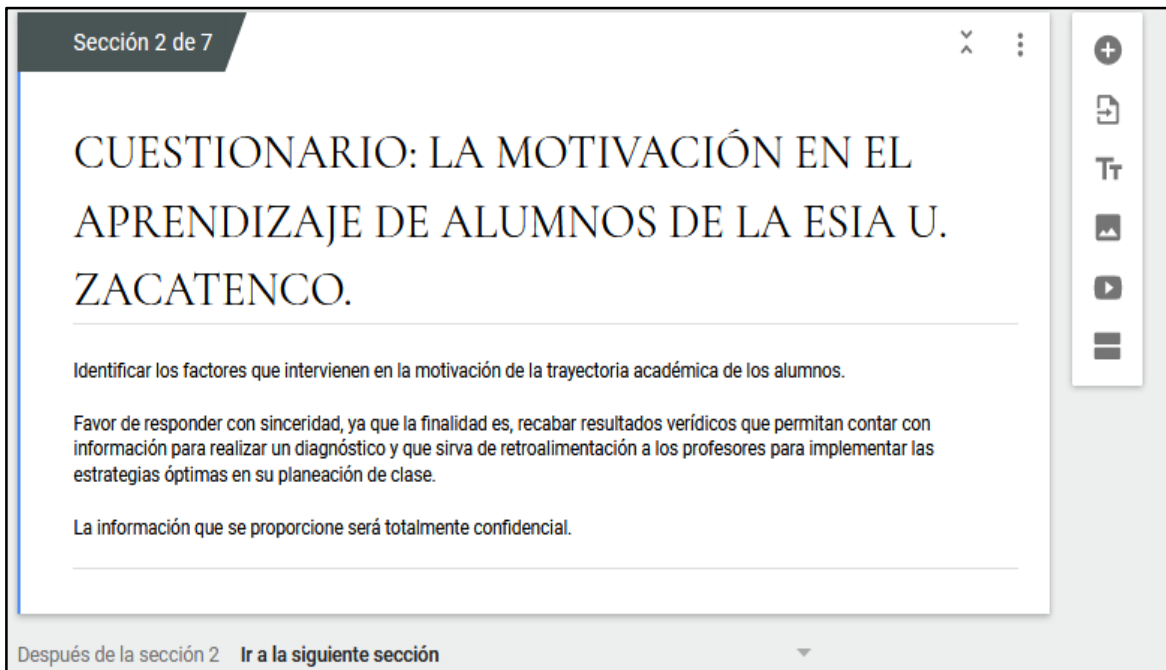 Sección 2 de 7
CUESTIONARIO: LA MOTIVACIÓN EN EL
APRENDIZAJE DE ALUMNOS DE LA ESIA U.
ZACATENCO.
Identificar los factores que intervienen en la motivación de la trayectoria académica de los alumnos.
Favor de responder con sinceridad, ya que la finalidad es, recabar resultados verídicos que permitan contar con
información para realizar un diagnóstico y que sirva de retroalimentación a los profesores para implementar las
estrategias óptimas en su planeación de clase.
La información que se proporcione será totalmente confidencial.
Después de la sección 2 Ir a la siguiente sección
Tт